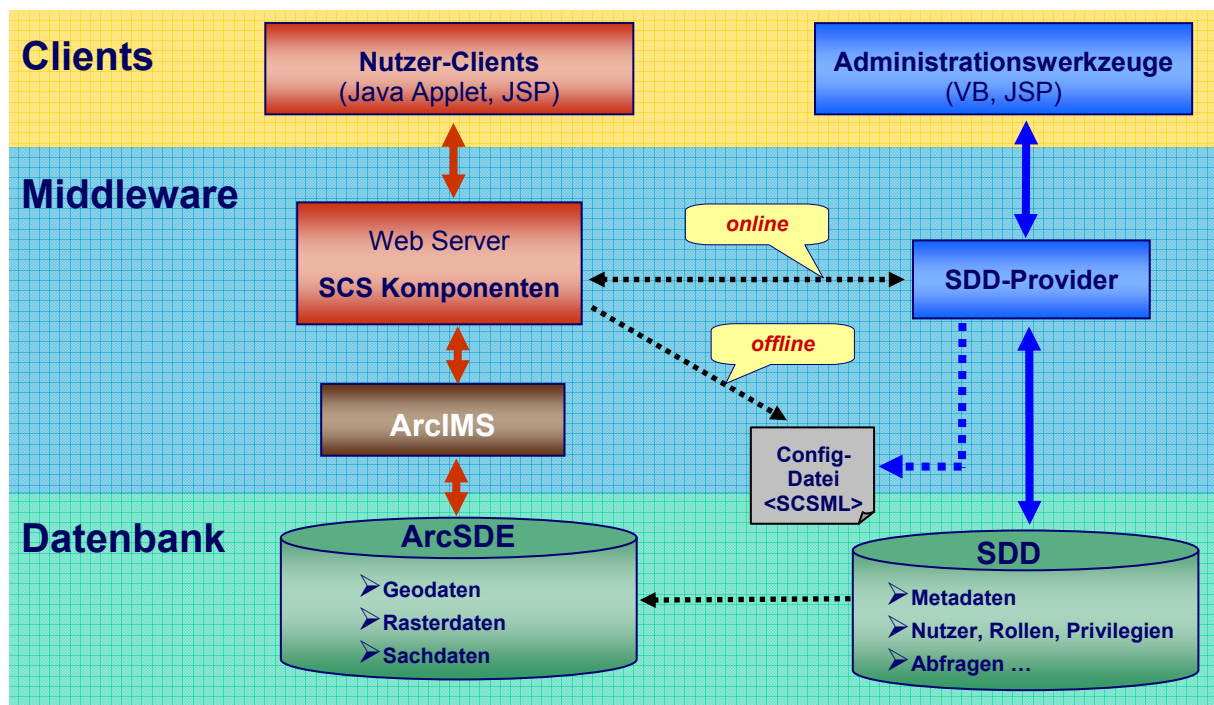 Clients
Nutzer-Clients
(Java Applet, JSP)
Administrationswerkzeuge
(VB, JSP)
Middleware
Web Server
SCS Komponenten
online
SDD-Provider
offline
ArcIMS
Config-
Datei
<SCSML>
Datenbank
ArcSDE
Geodaten
Rasterdaten
Sachdaten
SDD
Metadaten
Nutzer, Rollen, Privilegien
Abfragen ...